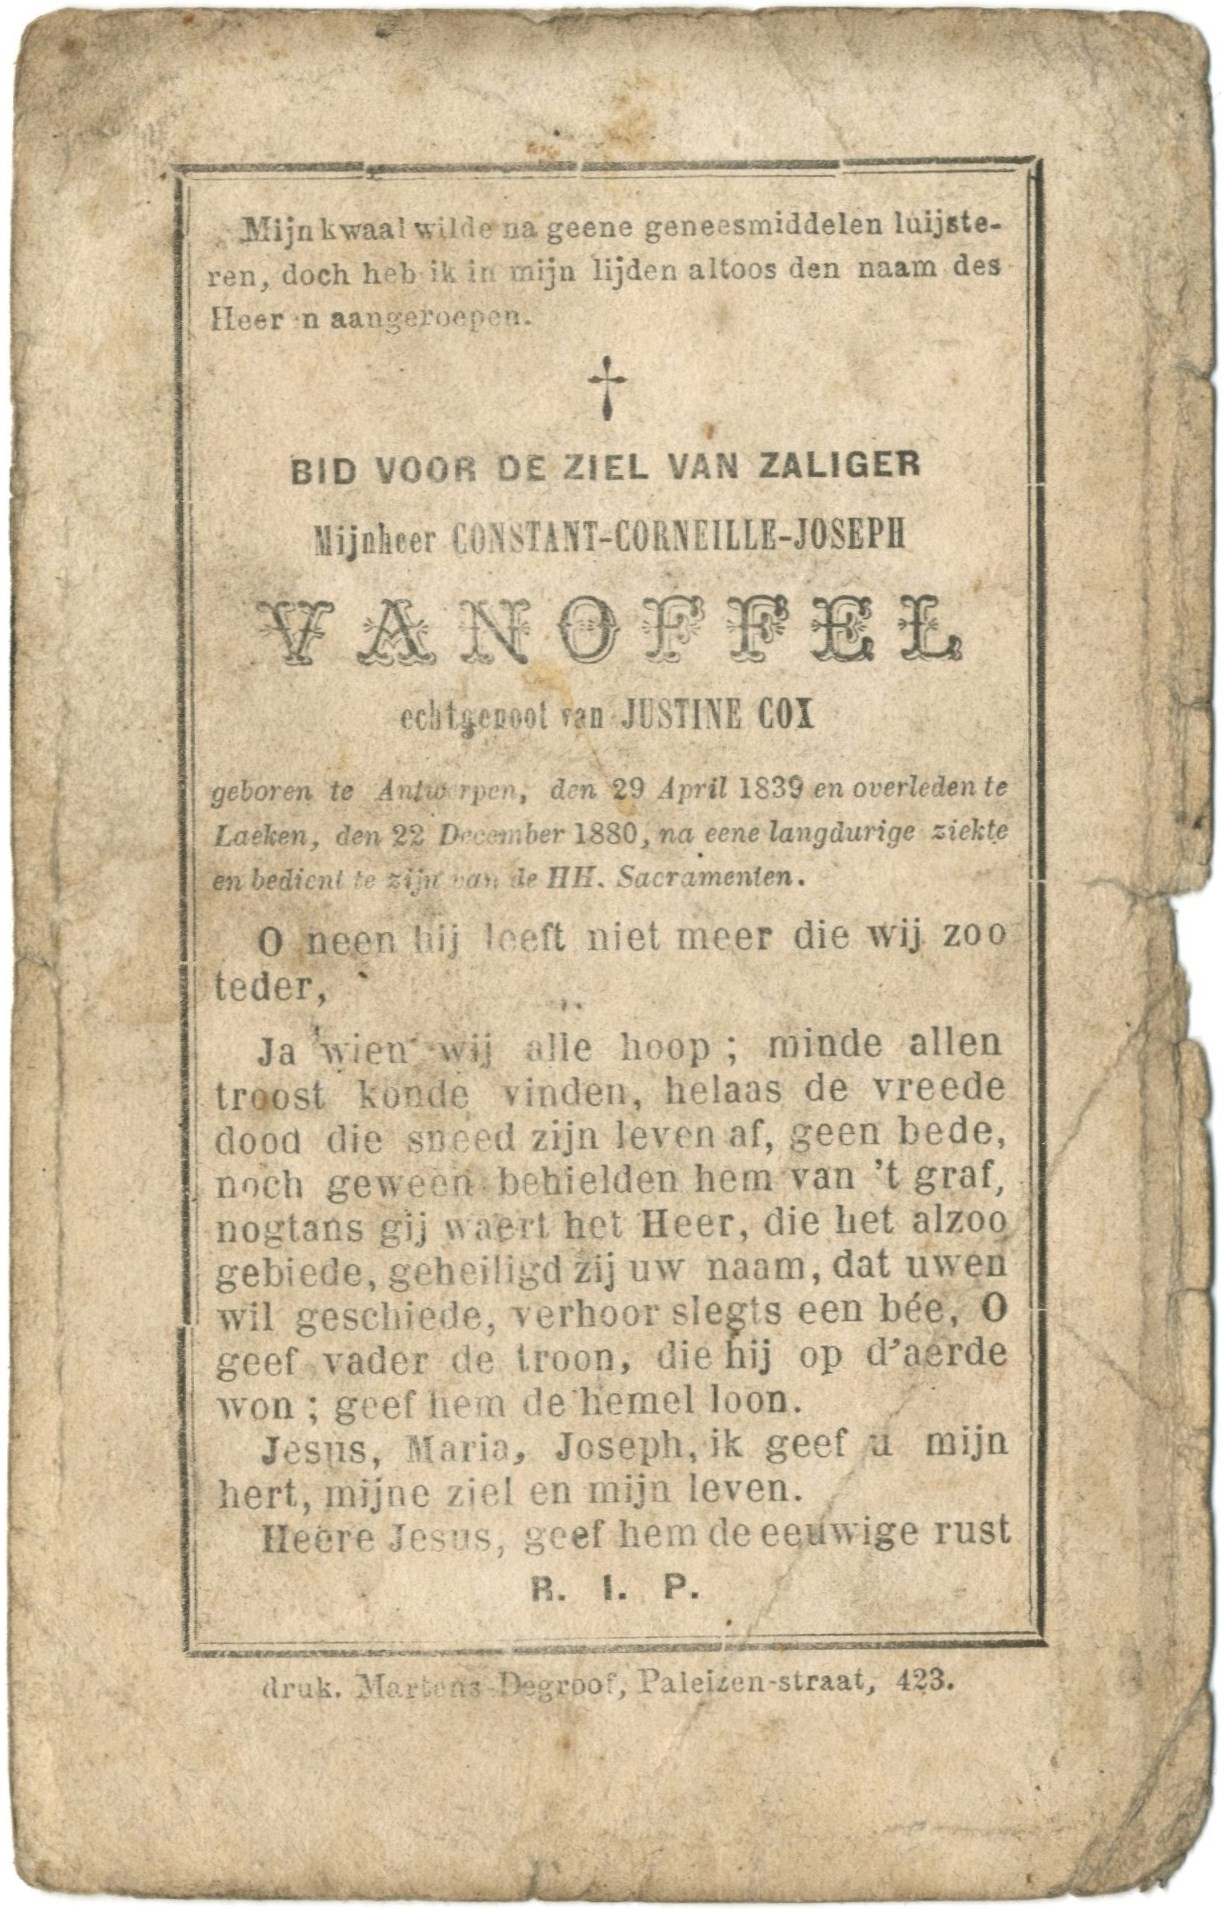 Mijn kwaal wilde na geene geneesmiddelen luijste-
ren, doch heb ik in mijn lijden altoos den naam des
Heeren aangeroepen.
†
BID VOOR DE ZIEL VAN ZALIGER
Mijnheer CONSTANT-CORNEILLE-JOSEPH
VANOFFEL
echtgenoot van JUSTINE COX
geboren te Antwerpen, den 29 April 1839 en overleden te
Laeken, den 22 December 1880, na eene langdurige ziekte
en bedient te zijn van de HH. Sacramenten.
O neen hij leeft niet meer die wij zoo
teder,
Ja wien wij alle hoop ; minde allen
troost konde vinden, helaas de vreede
dood die sneed zijn leven af, geen bede,
noch geween behielden hem van 't graf,
nogtans gij waert het Heer, die het alzoo
gebiede, geheiligd zij uw naam, dat uwen
wil geschiede, verhoor slegts een bée, O
geef vader de troon, die hij op d'aerde
won ; geef hem de hemel loon.
Jesus, Maria, Joseph, ik geef u mijn
hert, mijne ziel en mijn leven.
Heere Jesus, geef hem de eeuwige rust
R. I. P.
druk. Martens-Degroof, Paleizen-straat, 423.